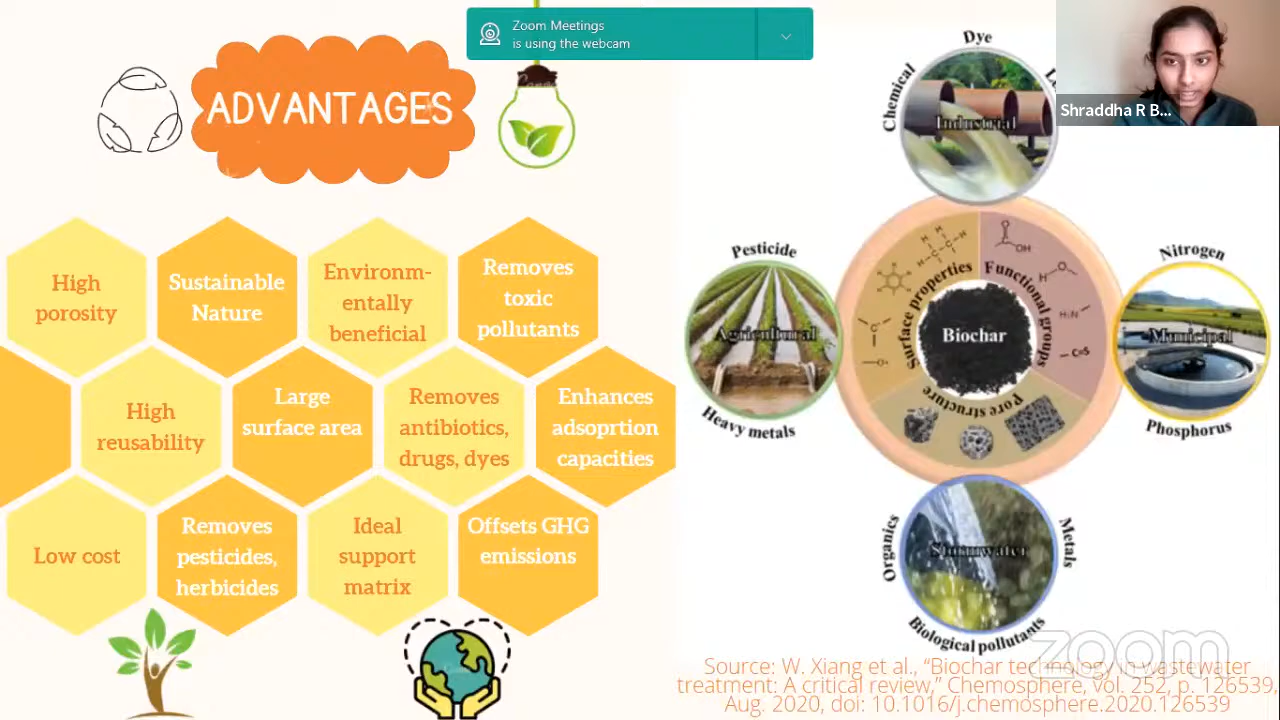 Zoom Meetings
is using the webcam
Shraddha R B...
ADVANTAGES
High
porosity
Sustainable
Nature
Environm-
entally
beneficial
Removes
toxic
pollutants
High
reusability
Large
surface area
Removes
antibiotics,
drugs, dyes
Enhances
adsoprtion
capacities
Low cost
Removes
pesticides,
herbicides
Ideal
support
matrix
Offsets GHG
emissions
Dye
Chemical
Industrial
Pesticide
Agricultural
Heavy metals
Nitrogen
Municipal
Phosphorus
Surface properties
Functional groups
Pore structure
Biochar
OH
H
O
H₂N
C=S
Organics
Stormwater
Metals
Biological pollutants
zoom
Source: W. Xiang et al., “Biochar technology in wastewater
treatment: A critical review,” Chemosphere, vol. 252, p. 126539,
Aug. 2020, doi: 10.1016/j.chemosphere.2020.126539